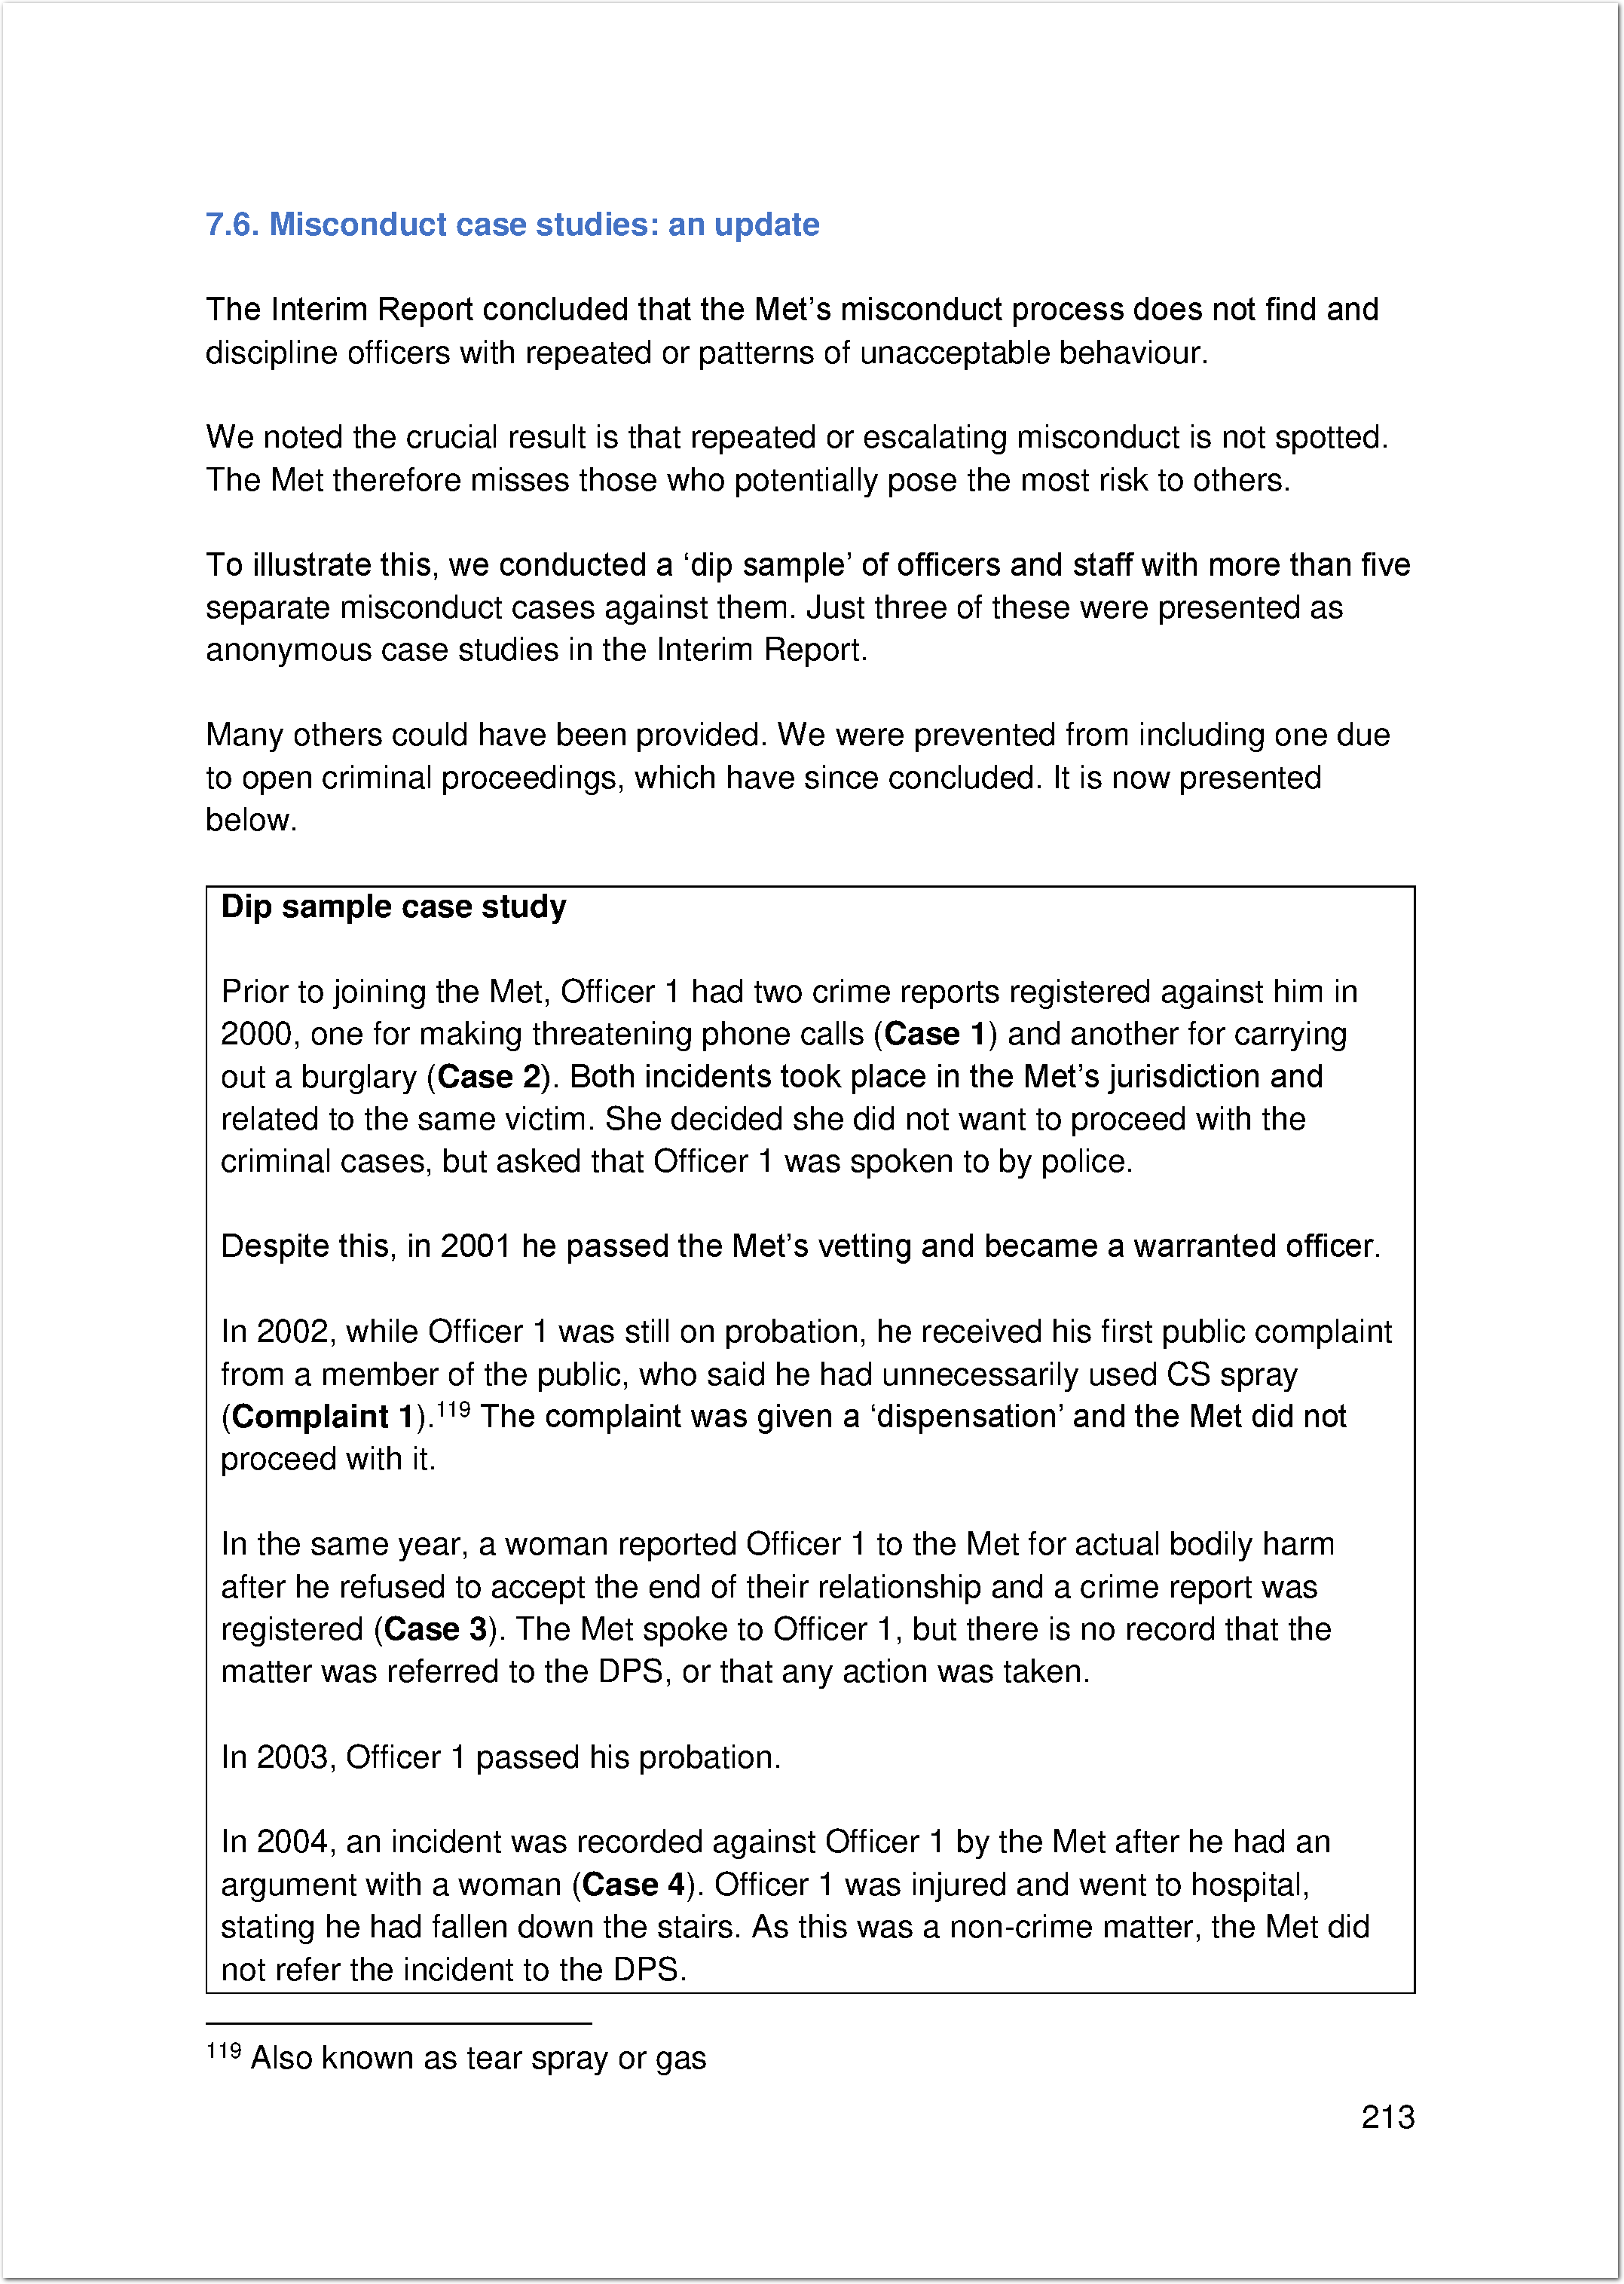 7.6. Misconduct case studies: an update
The Interim Report concluded that the Met’s misconduct process does not find and
discipline officers with repeated or patterns of unacceptable behaviour.
We noted the crucial result is that repeated or escalating misconduct is not spotted.
The Met therefore misses those who potentially pose the most risk to others.
To illustrate this, we conducted a ‘dip sample’ of officers and staff with more than five
separate misconduct cases against them. Just three of these were presented as
anonymous case studies in the Interim Report.
Many others could have been provided. We were prevented from including one due
to open criminal proceedings, which have since concluded. It is now presented
below.
Dip sample case study
Prior to joining the Met, Officer 1 had two crime reports registered against him in
2000, one for making threatening phone calls (Case 1) and another for carrying
out a burglary (Case 2). Both incidents took place in the Met’s jurisdiction and
related to the same victim. She decided she did not want to proceed with the
criminal cases, but asked that Officer 1 was spoken to by police.
Despite this, in 2001 he passed the Met’s vetting and became a warranted officer.
In 2002, while Officer 1 was still on probation, he received his first public complaint
from a member of the public, who said he had unnecessarily used CS spray
(Complaint 1).119 The complaint was given a ‘dispensation’ and the Met did not
proceed with it.
In the same year, a woman reported Officer 1 to the Met for actual bodily harm
after he refused to accept the end of their relationship and a crime report was
registered (Case 3). The Met spoke to Officer 1, but there is no record that the
matter was referred to the DPS, or that any action was taken.
In 2003, Officer 1 passed his probation.
In 2004, an incident was recorded against Officer 1 by the Met after he had an
argument with a woman (Case 4). Officer 1 was injured and went to hospital,
stating he had fallen down the stairs. As this was a non-crime matter, the Met did
not refer the incident to the DPS.
119 Also known as tear spray or gas
213